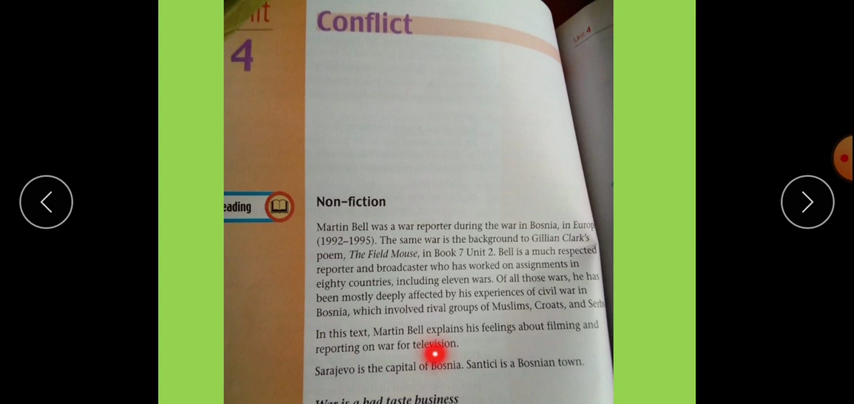 Conflict
4
Unit 4
eading
Non-fiction
Martin Bell was a war reporter during the war in Bosnia, in Europ
(1992–1995). The same war is the background to Gillian Clark's
poem, The Field Mouse, in Book 7 Unit 2. Bell is a much respected
reporter and broadcaster who has worked on assignments in
eighty countries, including eleven wars. Of all those wars, he has
been mostly deeply affected by his experiences of civil war in
Bosnia, which involved rival groups of Muslims, Croats, and Serbs
In this text, Martin Bell explains his feelings about filming and
reporting on war for television.
Sarajevo is the capital of Bosnia. Santici is a Bosnian town.
War is a bad taste business